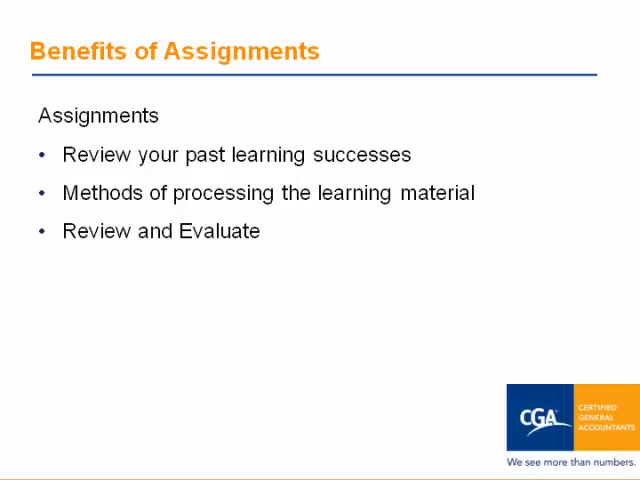 Benefits of Assignments
Assignments
• Review your past learning successes
• Methods of processing the learning material
• Review and Evaluate
CGA™
CERTIFIED
GENERAL
ACCOUNTANTS
We see more than numbers.